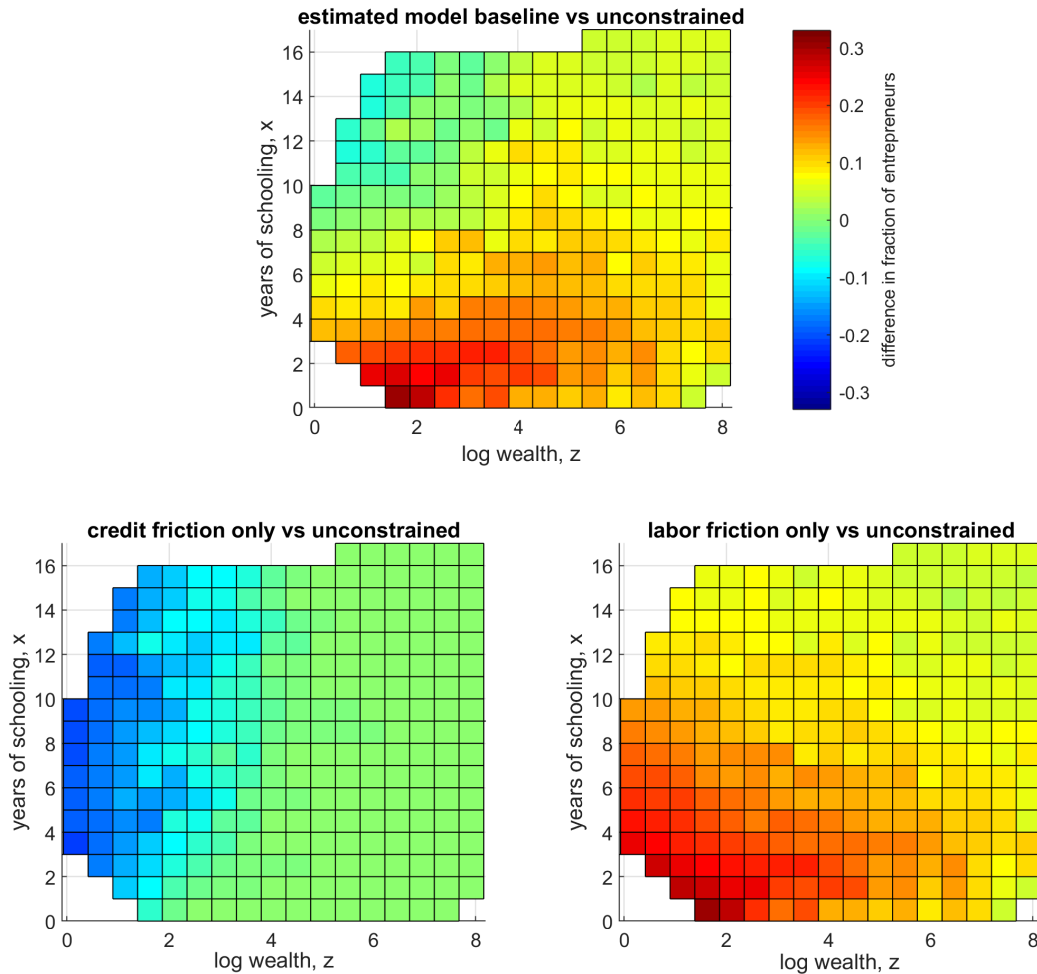 estimated model baseline vs unconstrained
16
14
12
10
8
6
4
2
0
years of schooling, x
0 2 4 6 8
log wealth, z
0.3
0.2
0.1
0
-0.1
-0.2
-0.3
difference in fraction of entrepreneurs
credit friction only vs unconstrained
16
14
12
10
8
6
4
2
0
years of schooling, x
0 2 4 6 8
log wealth, z
labor friction only vs unconstrained
16
14
12
10
8
6
4
2
0
years of schooling, x
0 2 4 6 8
log wealth, z